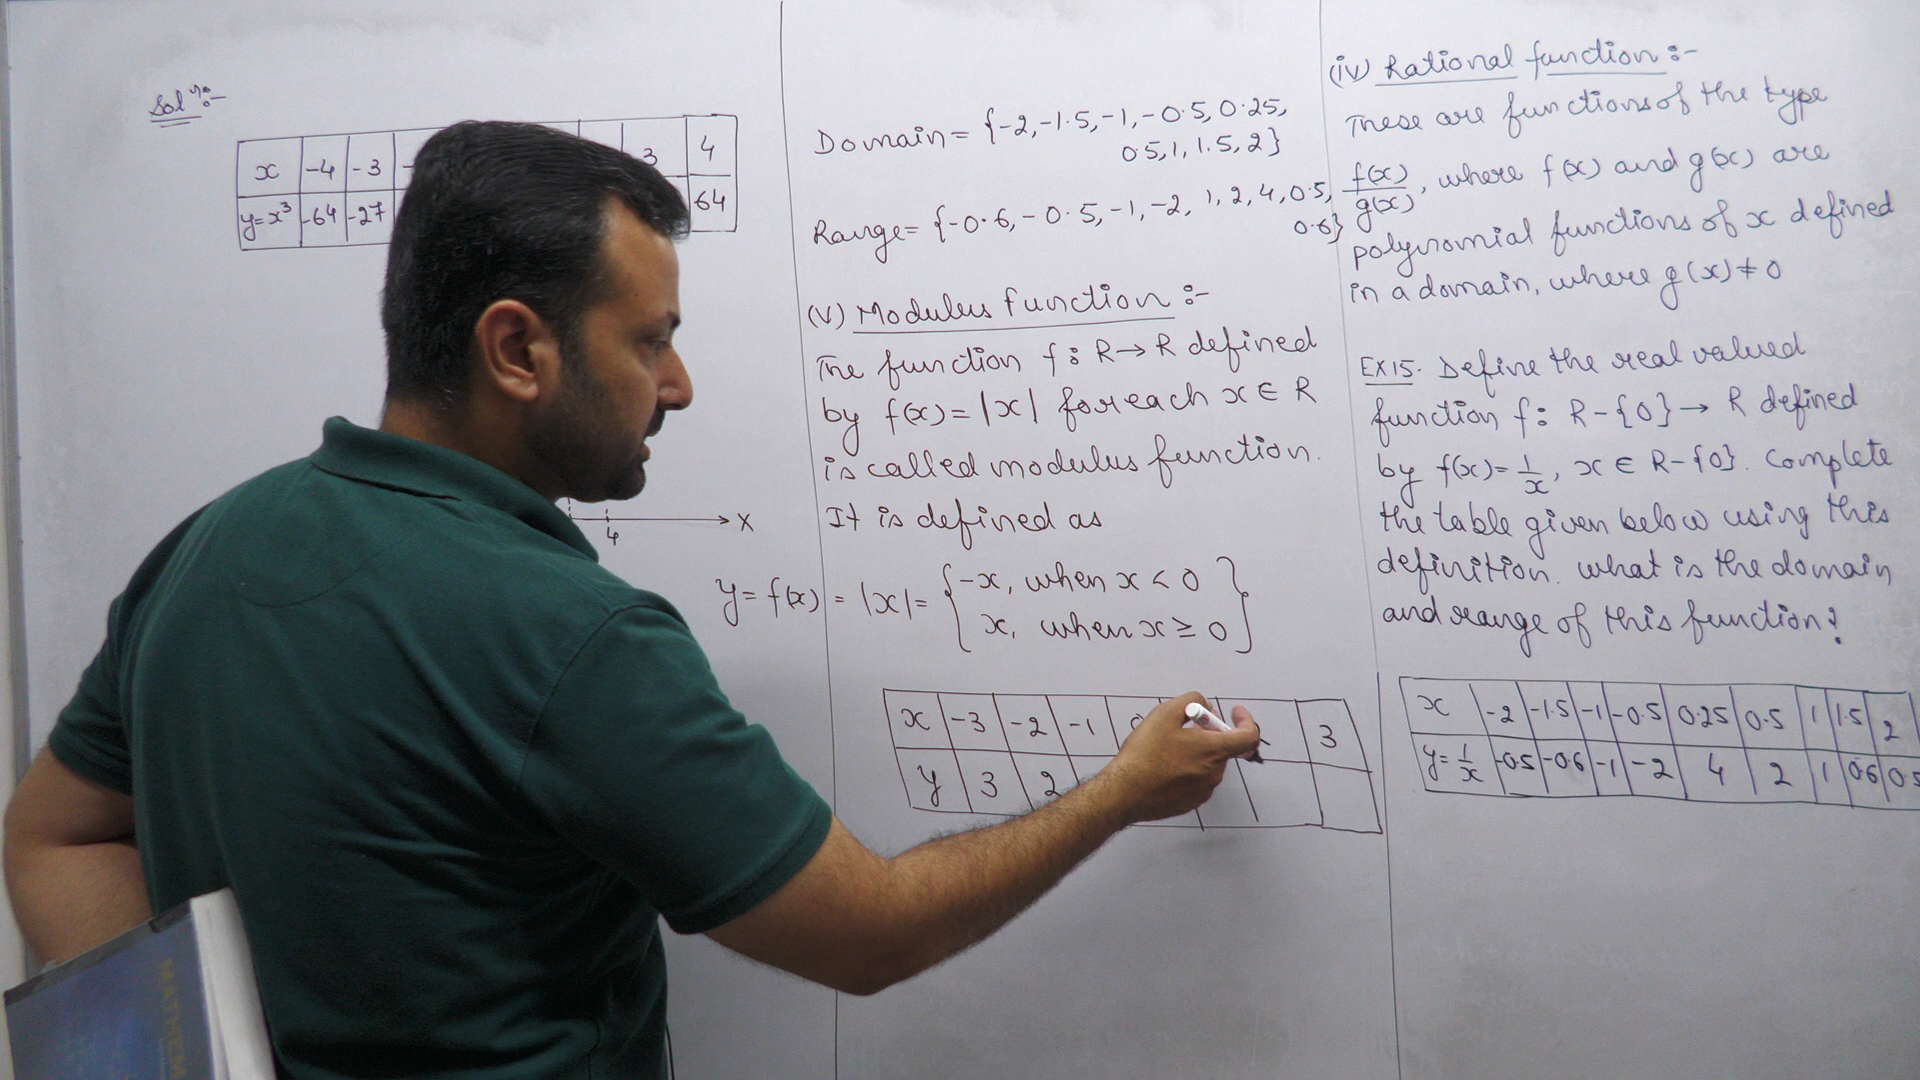 Solⁿ:-
x -4 -3 - 3 4
y=x³ -64 -27 64
4 X
Domain = {-2, -1.5, -1, -0.5, 0.25,
0.5, 1, 1.5, 2}
Range = {-0.6, -0.5, -1, -2, 1, 2, 4, 0.5,
0.6}
(v) Modulus function :-
The function f: R→R defined
by f(x) = |x| for each x ∈ R
is called modulus function.
It is defined as
y = f(x) = |x| = {-x, when x < 0
x, when x ≥ 0}
x -3 -2 -1 3
y 3 2
(iv) Rational function :-
These are functions of the type
f(x)/g(x), where f(x) and g(x) are
polynomial functions of x defined
in a domain, where g(x) ≠ 0
EX15. Define the real valued
function f: R-{0} → R defined
by f(x) = 1/x, x ∈ R-{0}. Complete
the table given below using this
definition. what is the domain
and range of this function?
x -2 -1.5 -1 -0.5 0.25 0.5 1 1.5 2
y=1/x -0.5 -0.6 -1 -2 4 2 1 0.6 0.5
MATHEM